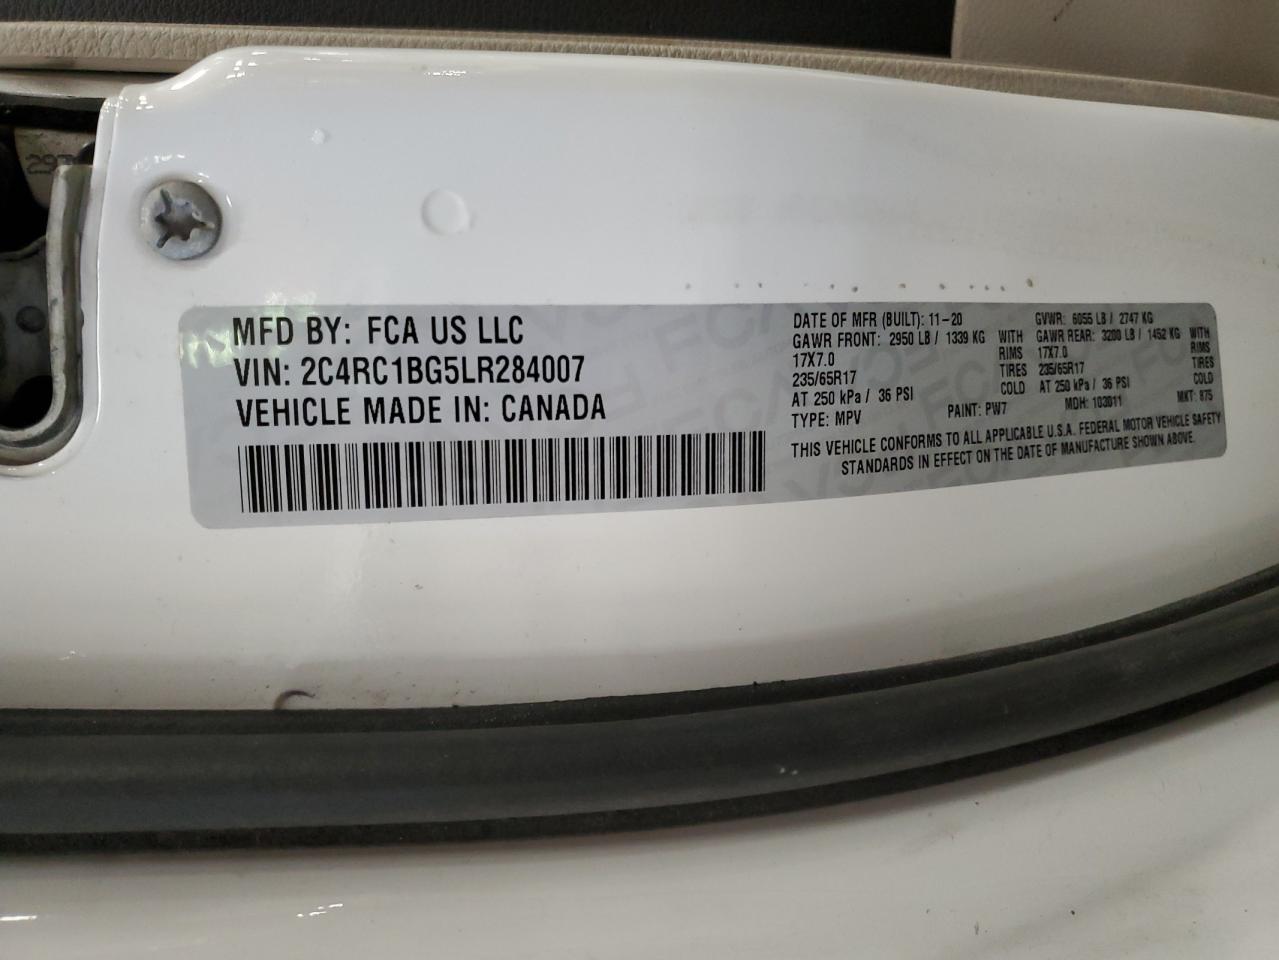 297
MFD BY: FCA US LLC
VIN: 2C4RC1BG5LR284007
VEHICLE MADE IN: CANADA
DATE OF MFR (BUILT): 11-20 GVWR: 6055 LB / 2747 KG
GAWR FRONT: 2950 LB / 1339 KG WITH GAWR REAR: 3200 LB / 1452 KG WITH
17X7.0 RIMS 17X7.0 RIMS
235/65R17 TIRES 235/65R17 TIRES
AT 250 kPa / 36 PSI COLD AT 250 kPa / 36 PSI COLD
TYPE: MPV PAINT: PW7 MDH: 103011 MKT: 875
THIS VEHICLE CONFORMS TO ALL APPLICABLE U.S.A. FEDERAL MOTOR VEHICLE SAFETY
STANDARDS IN EFFECT ON THE DATE OF MANUFACTURE SHOWN ABOVE.